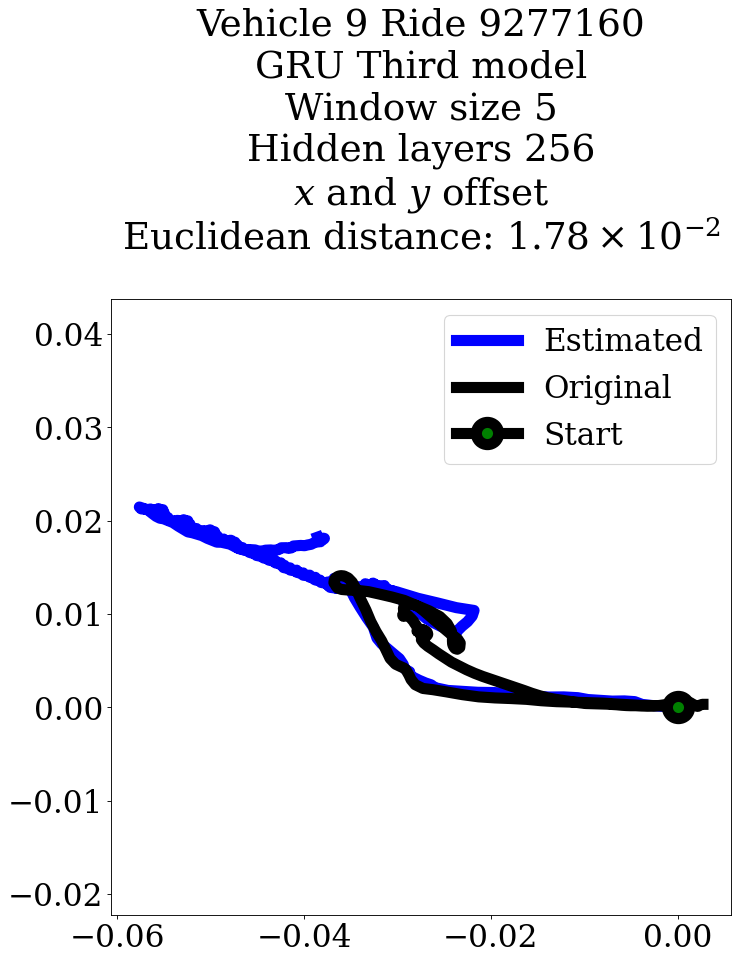 Vehicle 9 Ride 9277160
GRU Third model
Window size 5
Hidden layers 256
x and y offset
Euclidean distance: 1.78 × 10⁻²
Estimated
Original
Start
0.04
0.03
0.02
0.01
0.00
−0.01
−0.02
−0.06 −0.04 −0.02 0.00